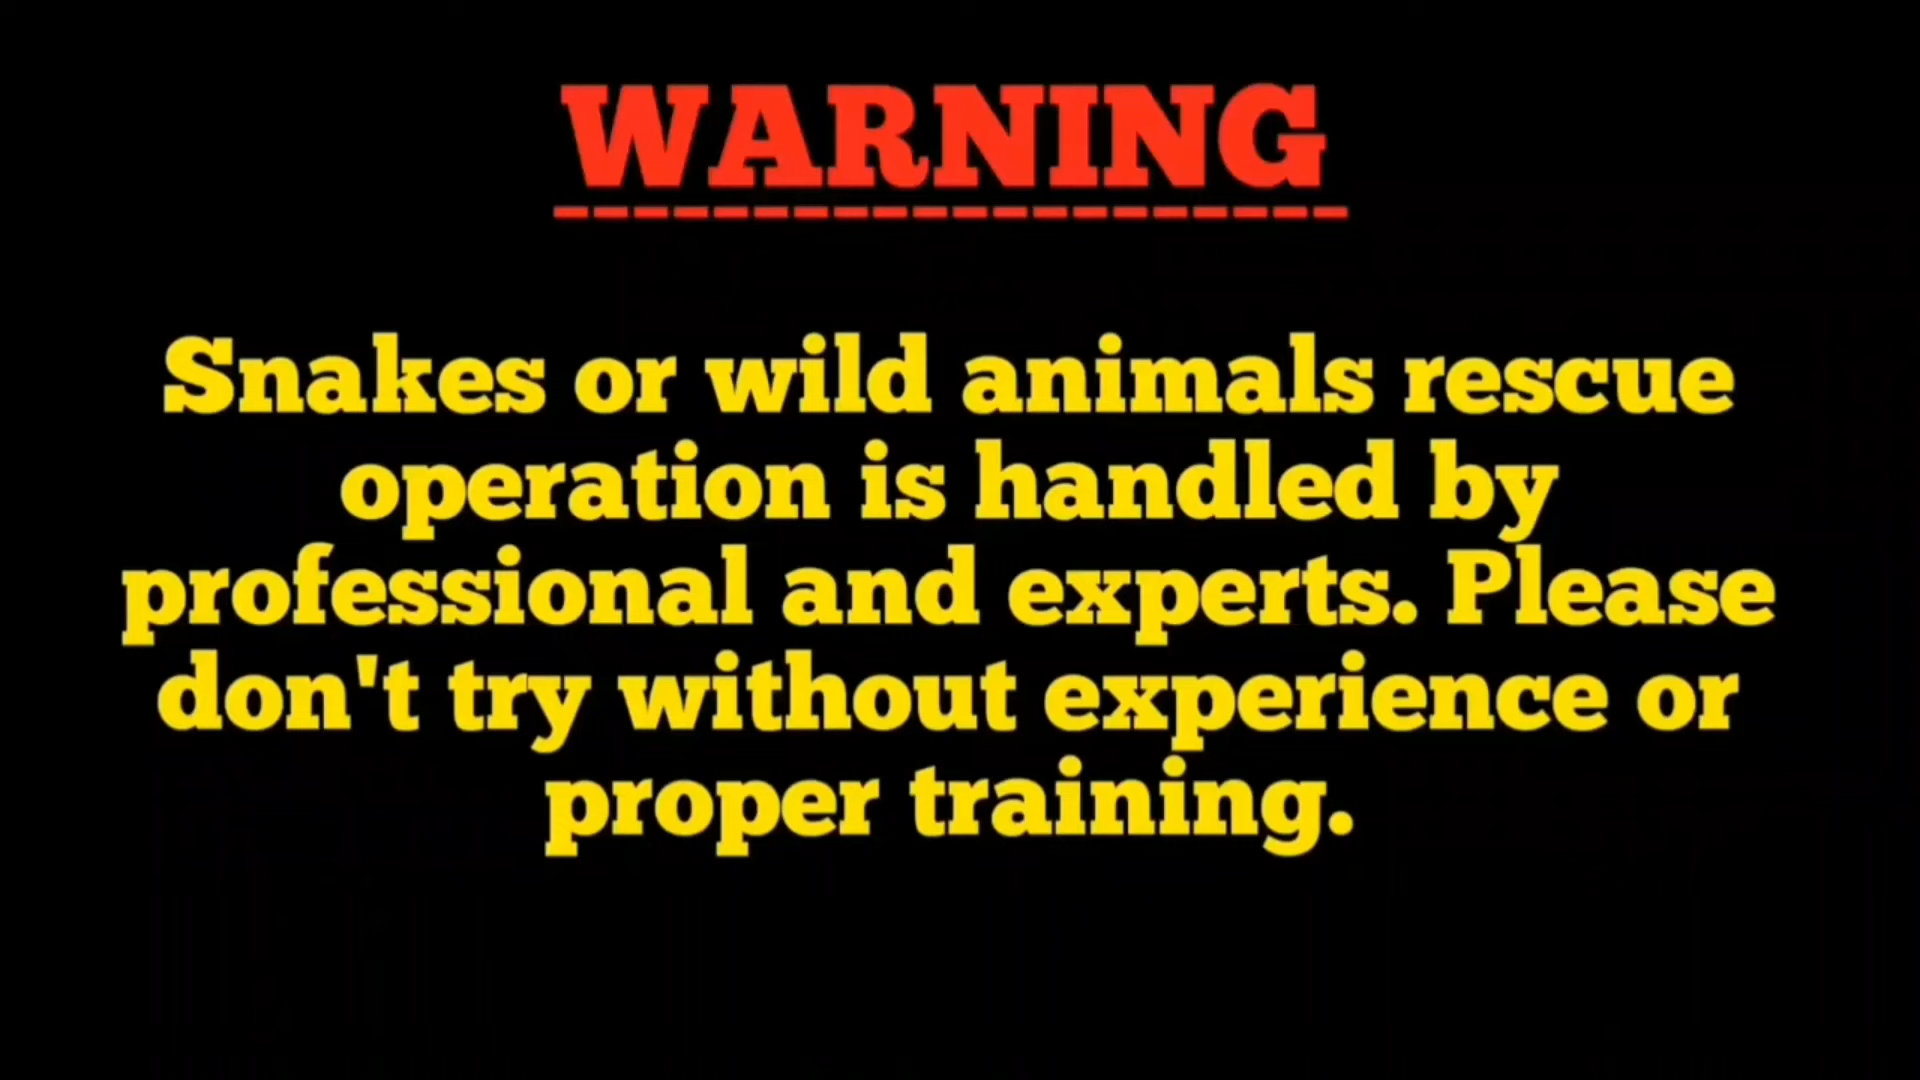 WARNING
Snakes or wild animals rescue
operation is handled by
professional and experts. Please
don't try without experience or
proper training.